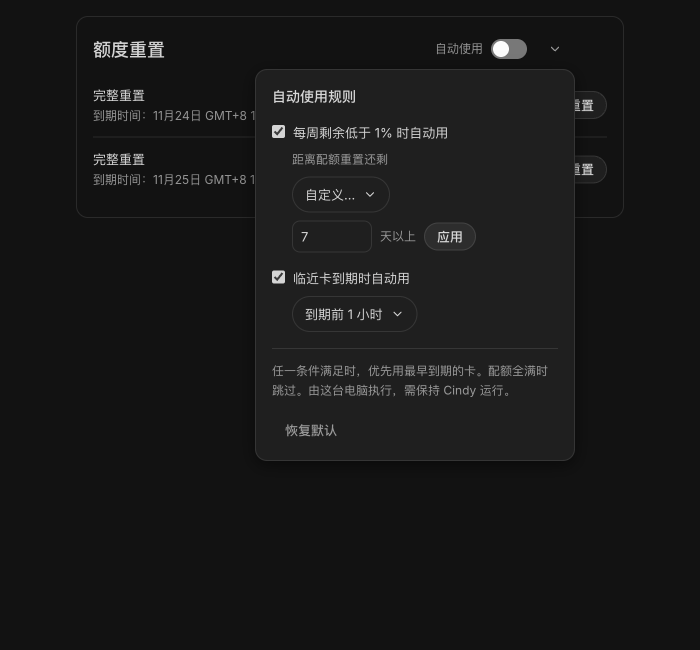 额度重置
自动使用
完整重置
到期时间：11月24日 GMT+8 1
重置
完整重置
到期时间：11月25日 GMT+8 1
重置
自动使用规则
每周剩余低于 1% 时自动用
距离配额重置还剩
自定义...
7 天以上 应用
临近卡到期时自动用
到期前 1 小时
任一条件满足时，优先用最早到期的卡。配额全满时
跳过。由这台电脑执行，需保持 Cindy 运行。
恢复默认